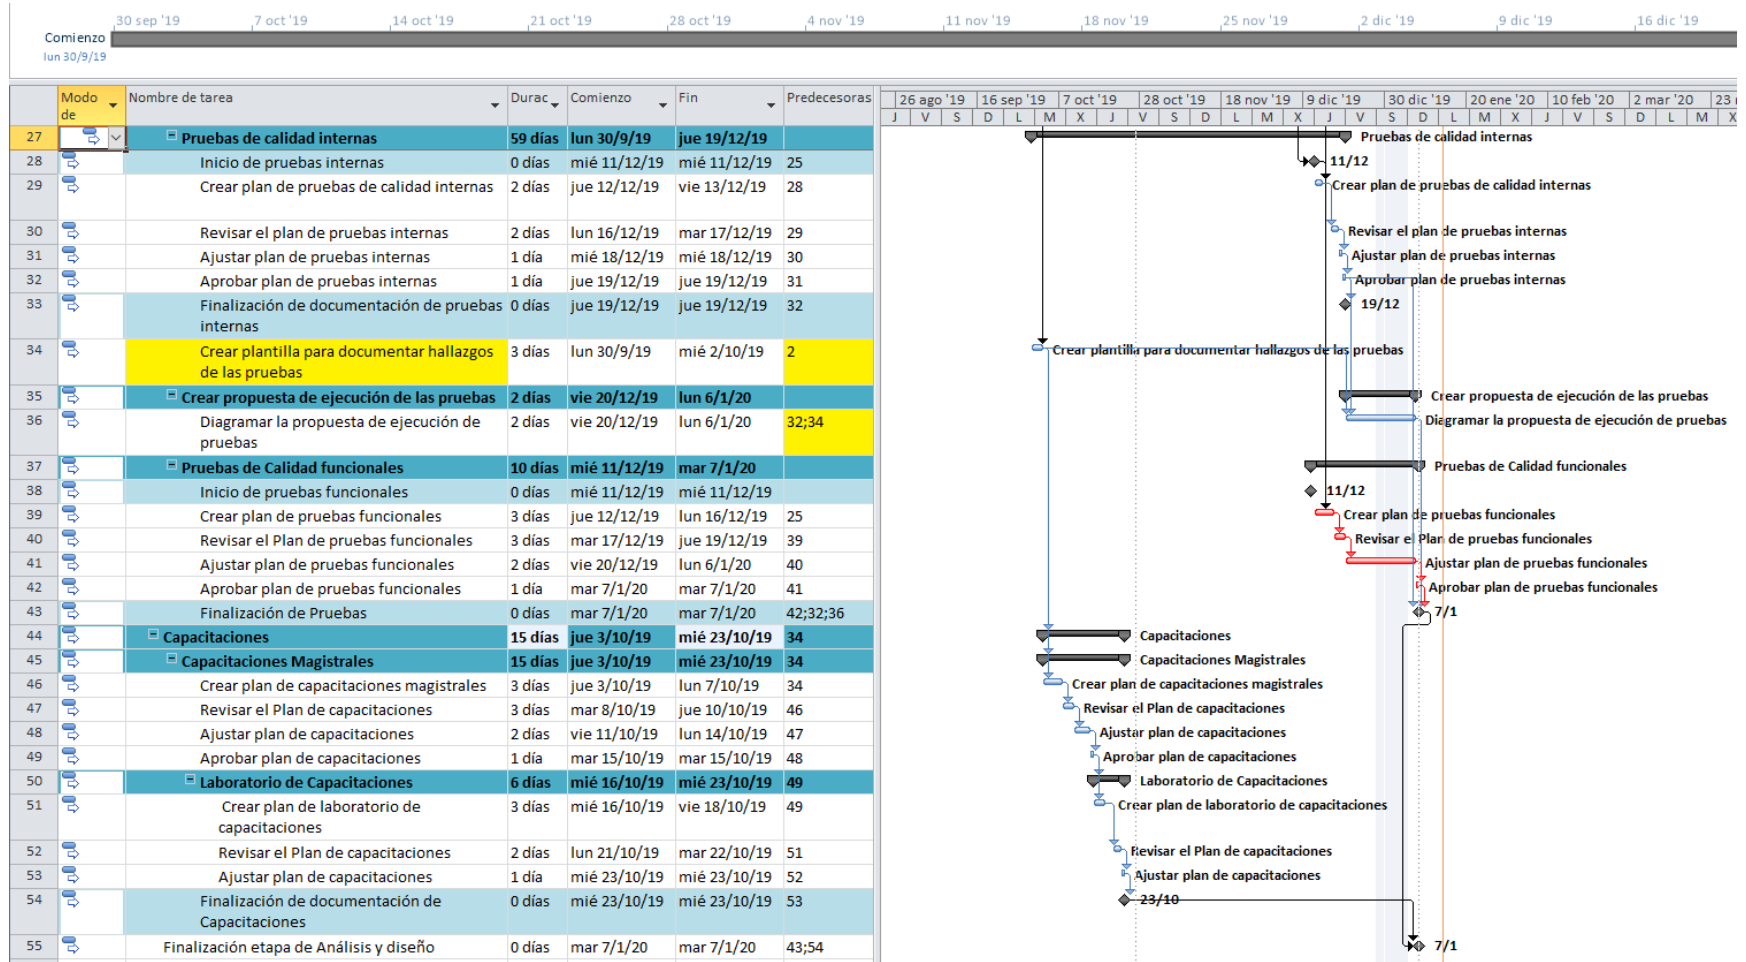 30 sep '19 7 oct '19 14 oct '19 21 oct '19 28 oct '19 4 nov '19 11 nov '19 18 nov '19 25 nov '19 2 dic '19 9 dic '19 16 dic '19
Comienzo
lun 30/9/19
Modo de Nombre de tarea Durac Comienzo Fin Predecesoras
26 ago '19 16 sep '19 7 oct '19 28 oct '19 18 nov '19 9 dic '19 30 dic '19 20 ene '20 10 feb '20 2 mar '20 23
J V S D L M X J V S D L M X J V S D L M X J V S D L M X
27 Pruebas de calidad internas 59 días lun 30/9/19 jue 19/12/19 Pruebas de calidad internas
28 Inicio de pruebas internas 0 días mié 11/12/19 mié 11/12/19 25 11/12
29 Crear plan de pruebas de calidad internas 2 días jue 12/12/19 vie 13/12/19 28 Crear plan de pruebas de calidad internas
30 Revisar el plan de pruebas internas 2 días lun 16/12/19 mar 17/12/19 29 Revisar el plan de pruebas internas
31 Ajustar plan de pruebas internas 1 día mié 18/12/19 mié 18/12/19 30 Ajustar plan de pruebas internas
32 Aprobar plan de pruebas internas 1 día jue 19/12/19 jue 19/12/19 31 Aprobar plan de pruebas internas
33 Finalización de documentación de pruebas 0 días jue 19/12/19 jue 19/12/19 32 19/12
internas
34 Crear plantilla para documentar hallazgos 3 días lun 30/9/19 mié 2/10/19 2 Crear plantilla para documentar hallazgos de las pruebas
de las pruebas
35 Crear propuesta de ejecución de las pruebas 2 días vie 20/12/19 lun 6/1/20 Crear propuesta de ejecución de las pruebas
36 Diagramar la propuesta de ejecución de 2 días vie 20/12/19 lun 6/1/20 32;34 Diagramar la propuesta de ejecución de pruebas
pruebas
37 Pruebas de Calidad funcionales 10 días mié 11/12/19 mar 7/1/20 Pruebas de Calidad funcionales
38 Inicio de pruebas funcionales 0 días mié 11/12/19 mié 11/12/19 11/12
39 Crear plan de pruebas funcionales 3 días jue 12/12/19 lun 16/12/19 25 Crear plan de pruebas funcionales
40 Revisar el Plan de pruebas funcionales 3 días mar 17/12/19 jue 19/12/19 39 Revisar el Plan de pruebas funcionales
41 Ajustar plan de pruebas funcionales 2 días vie 20/12/19 lun 6/1/20 40 Ajustar plan de pruebas funcionales
42 Aprobar plan de pruebas funcionales 1 día mar 7/1/20 mar 7/1/20 41 Aprobar plan de pruebas funcionales
43 Finalización de Pruebas 0 días mar 7/1/20 mar 7/1/20 42;32;36 7/1
44 Capacitaciones 15 días jue 3/10/19 mié 23/10/19 34 Capacitaciones
45 Capacitaciones Magistrales 15 días jue 3/10/19 mié 23/10/19 34 Capacitaciones Magistrales
46 Crear plan de capacitaciones magistrales 3 días jue 3/10/19 lun 7/10/19 34 Crear plan de capacitaciones magistrales
47 Revisar el Plan de capacitaciones 3 días mar 8/10/19 jue 10/10/19 46 Revisar el Plan de capacitaciones
48 Ajustar plan de capacitaciones 2 días vie 11/10/19 lun 14/10/19 47 Ajustar plan de capacitaciones
49 Aprobar plan de capacitaciones 1 día mar 15/10/19 mar 15/10/19 48 Aprobar plan de capacitaciones
50 Laboratorio de Capacitaciones 6 días mié 16/10/19 mié 23/10/19 49 Laboratorio de Capacitaciones
51 Crear plan de laboratorio de 3 días mié 16/10/19 vie 18/10/19 49 Crear plan de laboratorio de capacitaciones
capacitaciones
52 Revisar el Plan de capacitaciones 2 días lun 21/10/19 mar 22/10/19 51 Revisar el Plan de capacitaciones
53 Ajustar plan de capacitaciones 1 día mié 23/10/19 mié 23/10/19 52 Ajustar plan de capacitaciones
54 Finalización de documentación de 0 días mié 23/10/19 mié 23/10/19 53 23/10
Capacitaciones
55 Finalización etapa de Análisis y diseño 0 días mar 7/1/20 mar 7/1/20 43;54 7/1